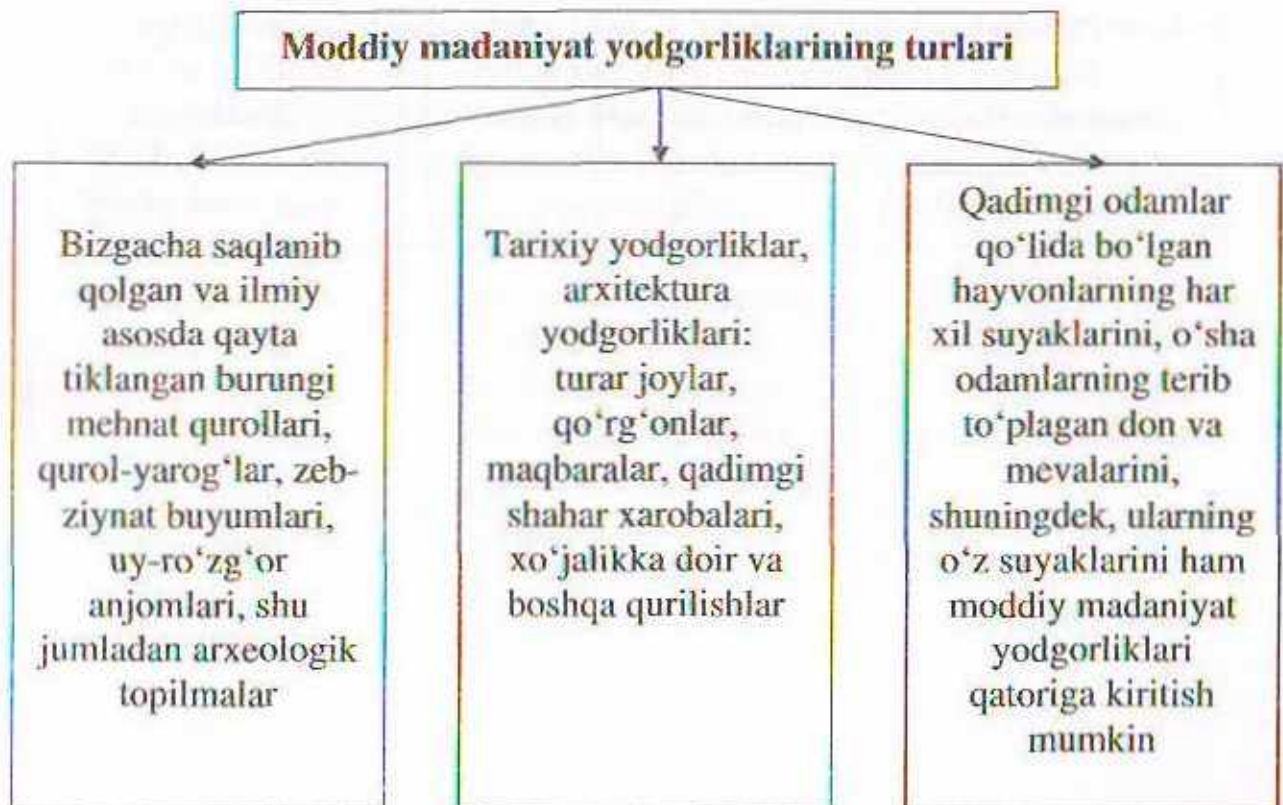 Moddiy madaniyat yodgorliklarining turlari
Bizgacha saqlanib
qolgan va ilmiy
asosda qayta
tiklangan burungi
mehnat qurollari,
qurol-yarog‘lar, zeb-
ziynat buyumlari,
uy-ro‘zg‘or
anjomlari, shu
jumladan arxeologik
topilmalar
Tarixiy yodgorliklar,
arxitektura
yodgorliklari:
turar joylar,
qo‘rg‘onlar,
maqbaralar, qadimgi
shahar xarobalari,
xo‘jalikka doir va
boshqa qurilishlar
Qadimgi odamlar
qo‘lida bo‘lgan
hayvonlarning har
xil suyaklarini, o‘sha
odamlarning terib
to‘plagan don va
mevalarini,
shuningdek, ularning
o‘z suyaklarini ham
moddiy madaniyat
yodgorliklari
qatoriga kiritish
mumkin